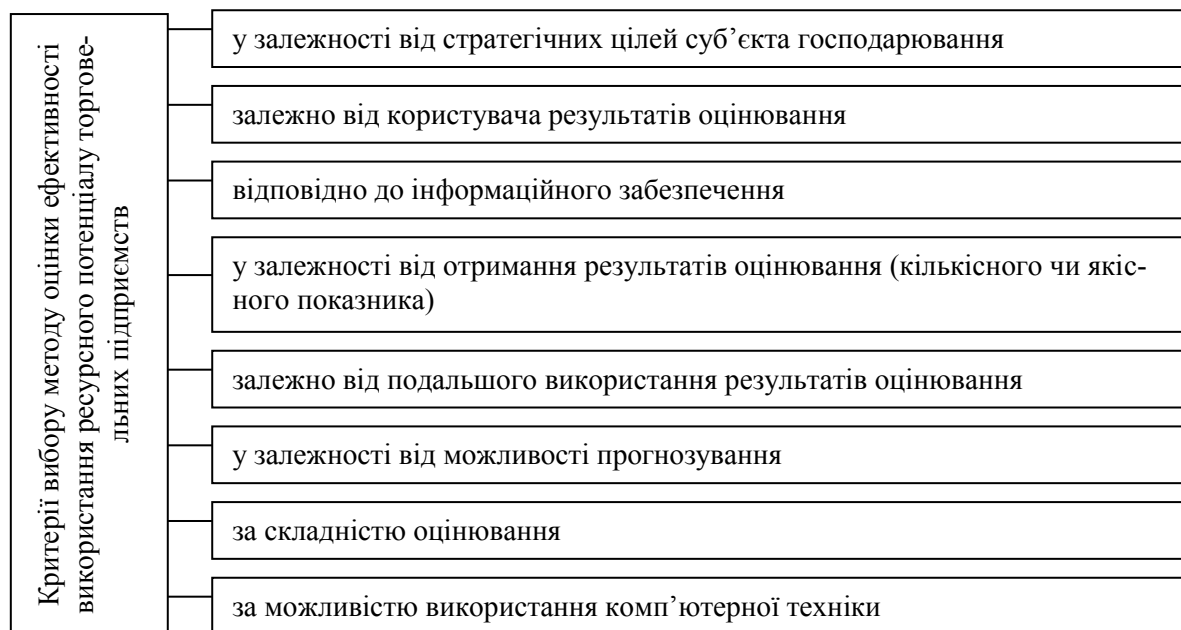 Критерії вибору методу оцінки ефективності
використання ресурсного потенціалу торгове-
льних підприємств
у залежності від стратегічних цілей суб’єкта господарювання
залежно від користувача результатів оцінювання
відповідно до інформаційного забезпечення
у залежності від отримання результатів оцінювання (кількісного чи якіс-
ного показника)
залежно від подальшого використання результатів оцінювання
у залежності від можливості прогнозування
за складністю оцінювання
за можливістю використання комп’ютерної техніки